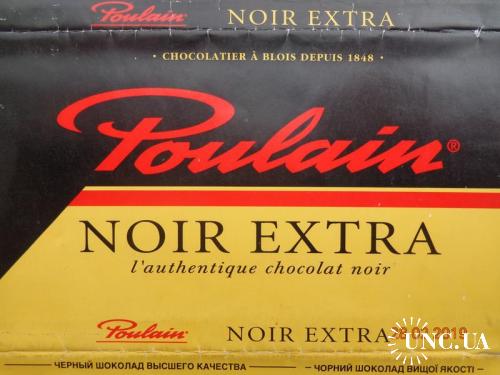 Poulain NOIR EXTRA
· CHOCOLATIER À BLOIS DEPUIS 1848 ·
Poulain®
NOIR EXTRA
l'authentique chocolat noir
Poulain NOIR EXTRA
UNC.UA
ЧЕРНЫЙ ШОКОЛАД ВЫСШЕГО КАЧЕСТВА
ЧОРНИЙ ШОКОЛАД ВИЩОЇ ЯКОСТІ